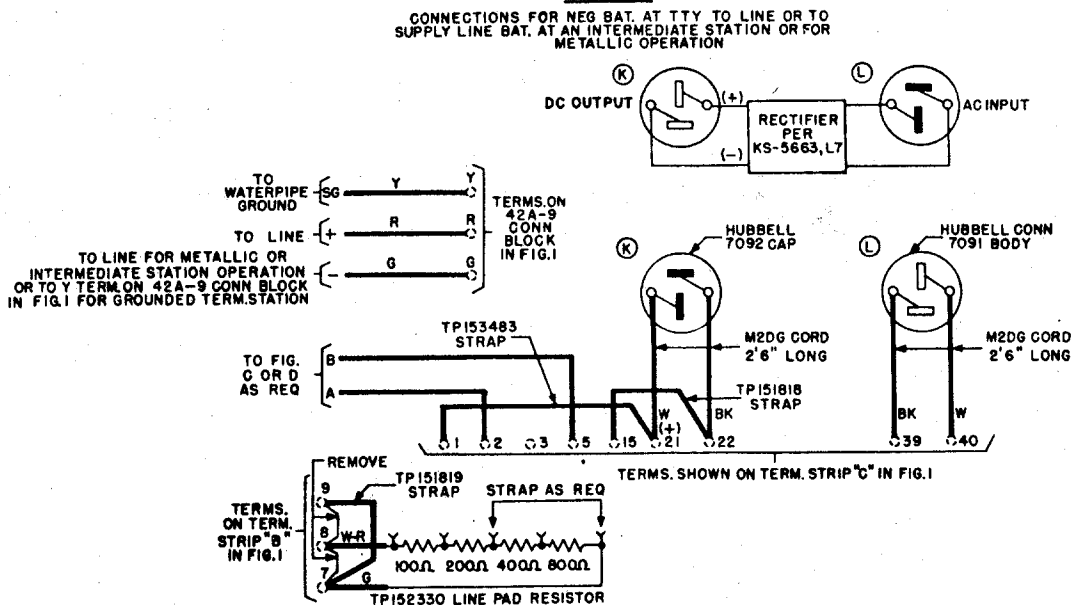 CONNECTIONS FOR NEG BAT. AT TTY TO LINE OR TO
SUPPLY LINE BAT. AT AN INTERMEDIATE STATION OR FOR
METALLIC OPERATION
K
L
DC OUTPUT
(+)
(-)
RECTIFIER
PER
KS-5663, L7
AC INPUT
TO
WATERPIPE
GROUND
SG
Y
Y
TO LINE
+
R
R
TO LINE FOR METALLIC OR
INTERMEDIATE STATION OPERATION
OR TO Y TERM. ON 42A-9 CONN BLOCK
IN FIG.1 FOR GROUNDED TERM. STATION
-
G
G
TERMS. ON
42A-9
CONN
BLOCK
IN FIG.1
K
HUBBELL
7092 CAP
L
HUBBELL CONN
7091 BODY
TP153483
STRAP
M2DG CORD
2'6" LONG
M2DG CORD
2'6" LONG
TO FIG.
C OR D
AS REQ
B
A
TP151818
STRAP
W
(+)
BK
BK
W
1
2
3
5
15
21
22
39
40
TERMS. SHOWN ON TERM. STRIP "C" IN FIG.1
REMOVE
TP151819
STRAP
STRAP AS REQ
TERMS.
ON TERM.
STRIP "B"
IN FIG.1
9
8
7
W-R
G
100Ω 200Ω 400Ω 800Ω
TP152330 LINE PAD RESISTOR